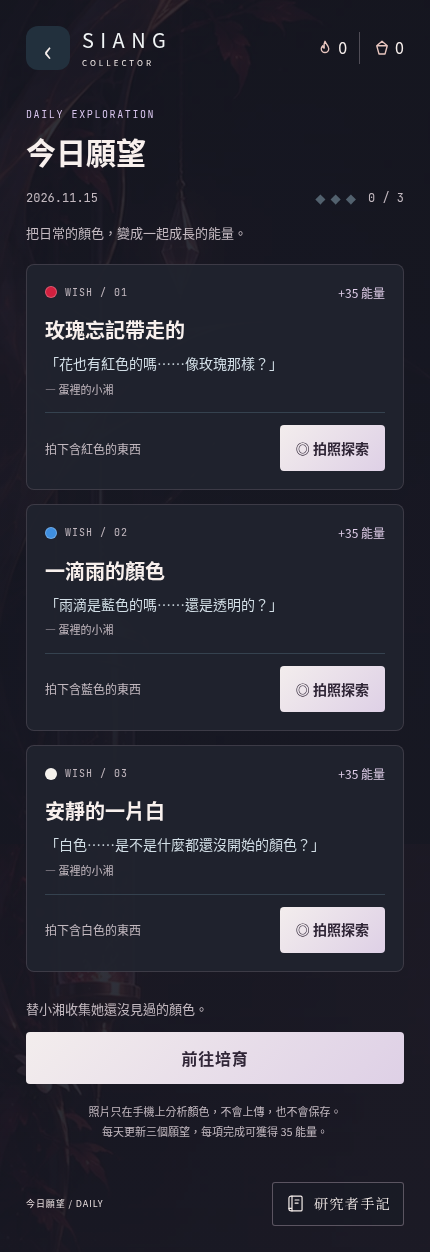 ‹
SIANG
COLLECTOR
0
0
DAILY EXPLORATION
今日願望
2026.11.15
0 / 3
把日常的顏色，變成一起成長的能量。
WISH / 01
+35 能量
玫瑰忘記帶走的
「花也有紅色的嗎……像玫瑰那樣？」
— 蛋裡的小湘
拍下含紅色的東西
◎ 拍照探索
WISH / 02
+35 能量
一滴雨的顏色
「雨滴是藍色的嗎……還是透明的？」
— 蛋裡的小湘
拍下含藍色的東西
◎ 拍照探索
WISH / 03
+35 能量
安靜的一片白
「白色……是不是什麼都還沒開始的顏色？」
— 蛋裡的小湘
拍下含白色的東西
◎ 拍照探索
替小湘收集她還沒見過的顏色。
前往培育
照片只在手機上分析顏色，不會上傳，也不會保存。
每天更新三個願望，每項完成可獲得 35 能量。
今日願望 / DAILY
研究者手記